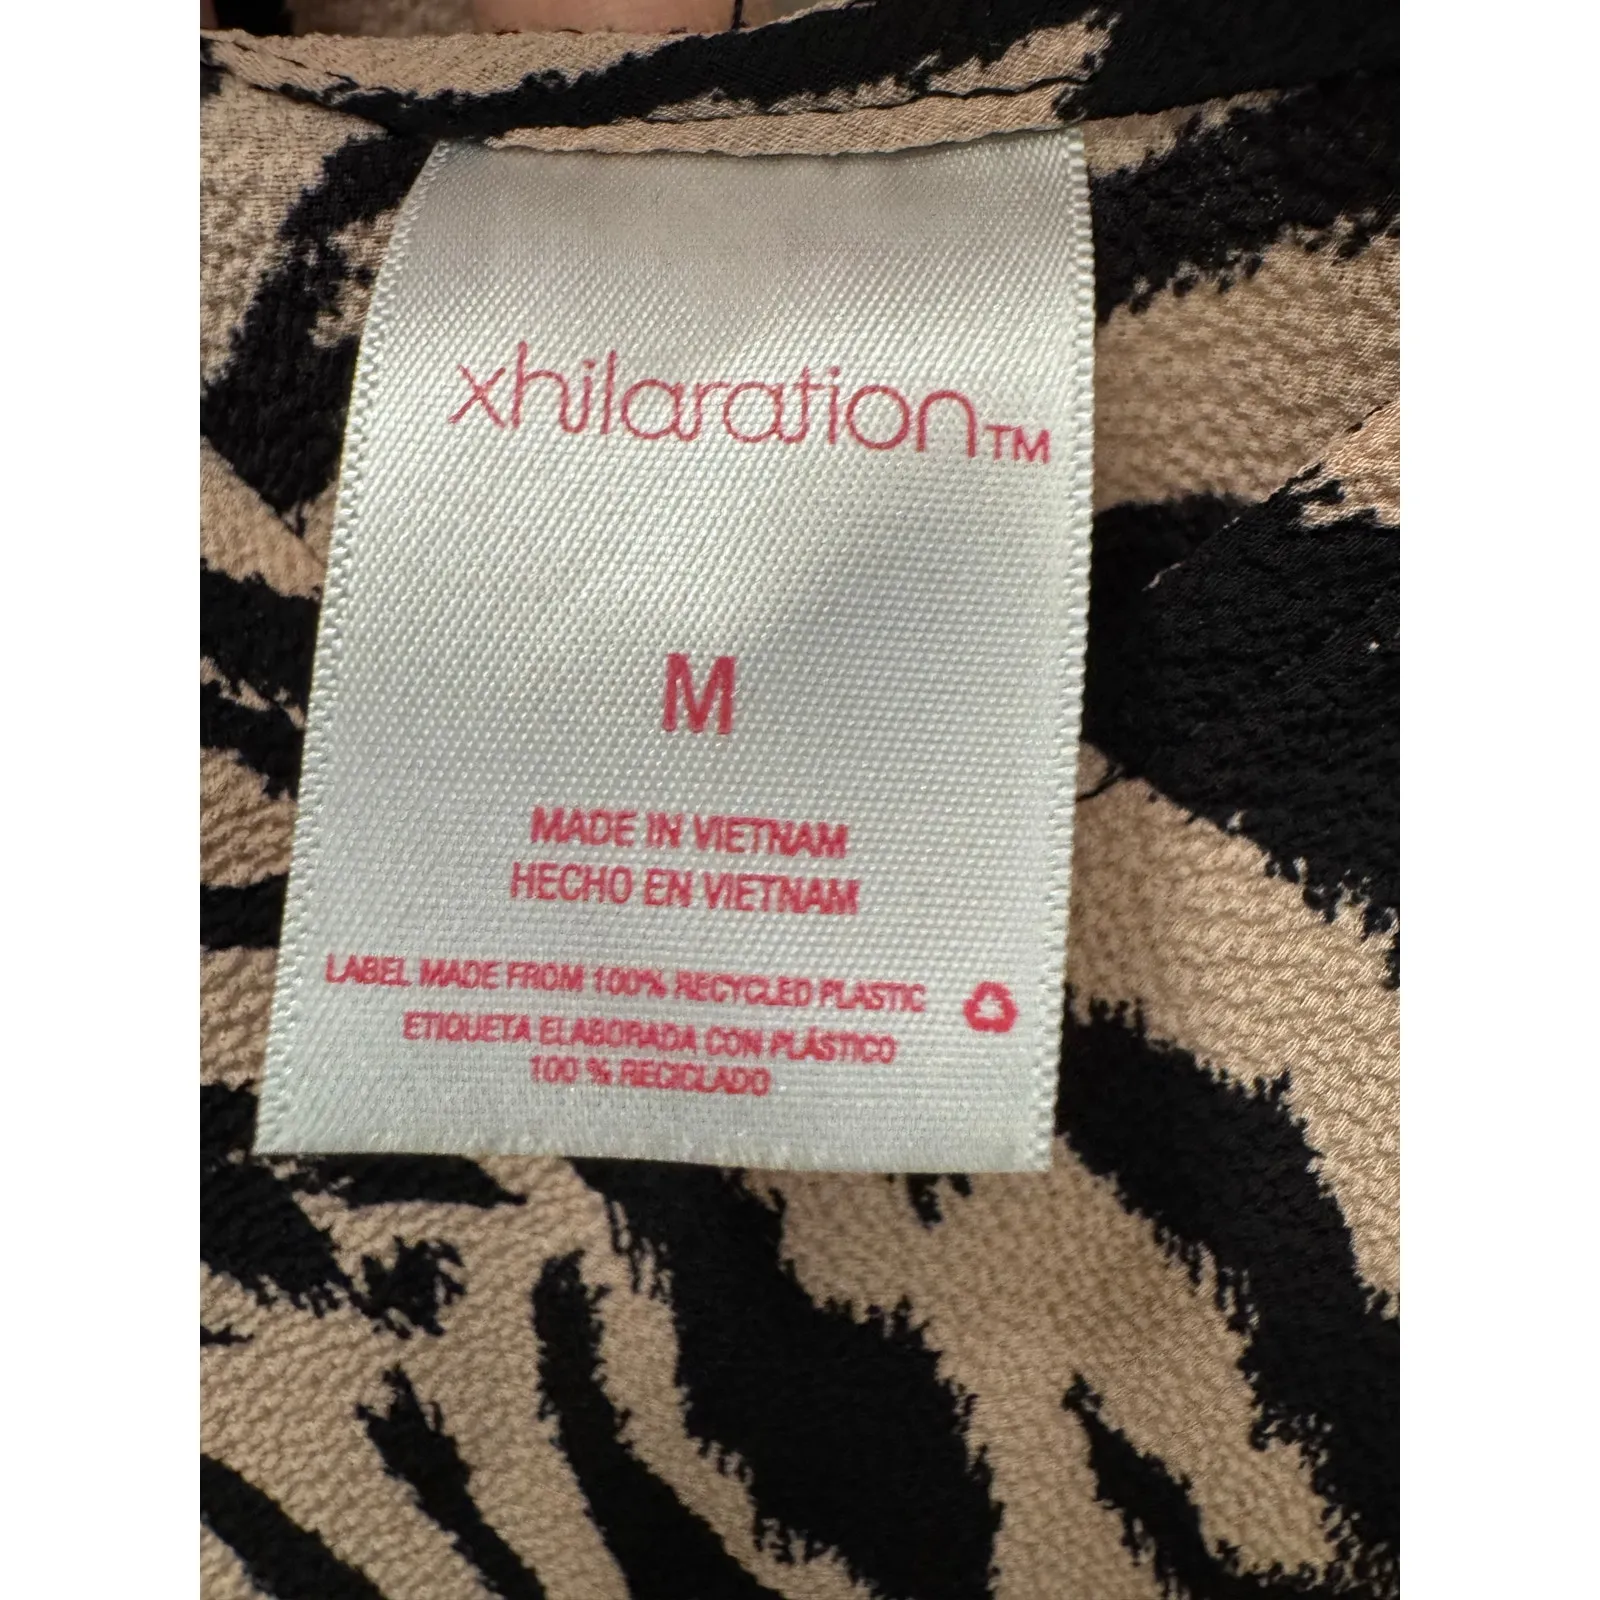 xhilaration™
M
MADE IN VIETNAM
HECHO EN VIETNAM
LABEL MADE FROM 100% RECYCLED PLASTIC
ETIQUETA ELABORADA CON PLÁSTICO
100 % RECICLADO